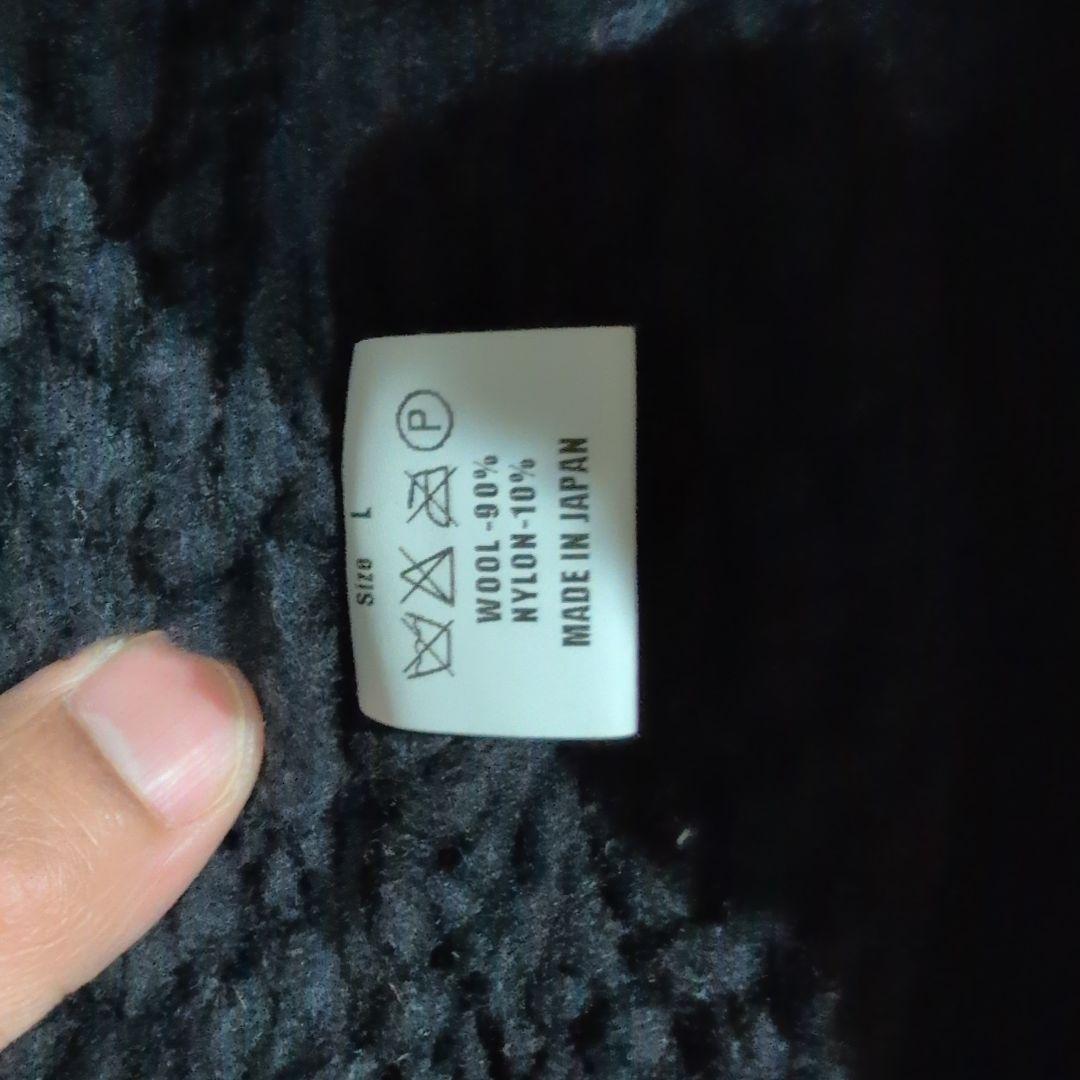 Size L
P
WOOL-90%
NYLON-10%
MADE IN JAPAN